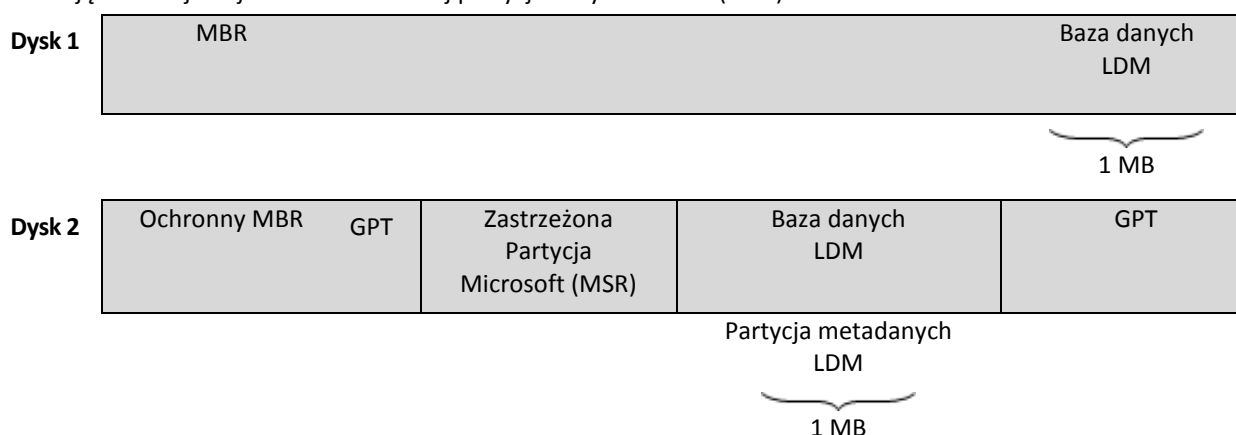 Dysk 1
MBR
Baza danych
LDM
1 MB
Dysk 2
Ochronny MBR
GPT
Zastrzeżona
Partycja
Microsoft (MSR)
Baza danych
LDM
GPT
Partycja metadanych
LDM
1 MB